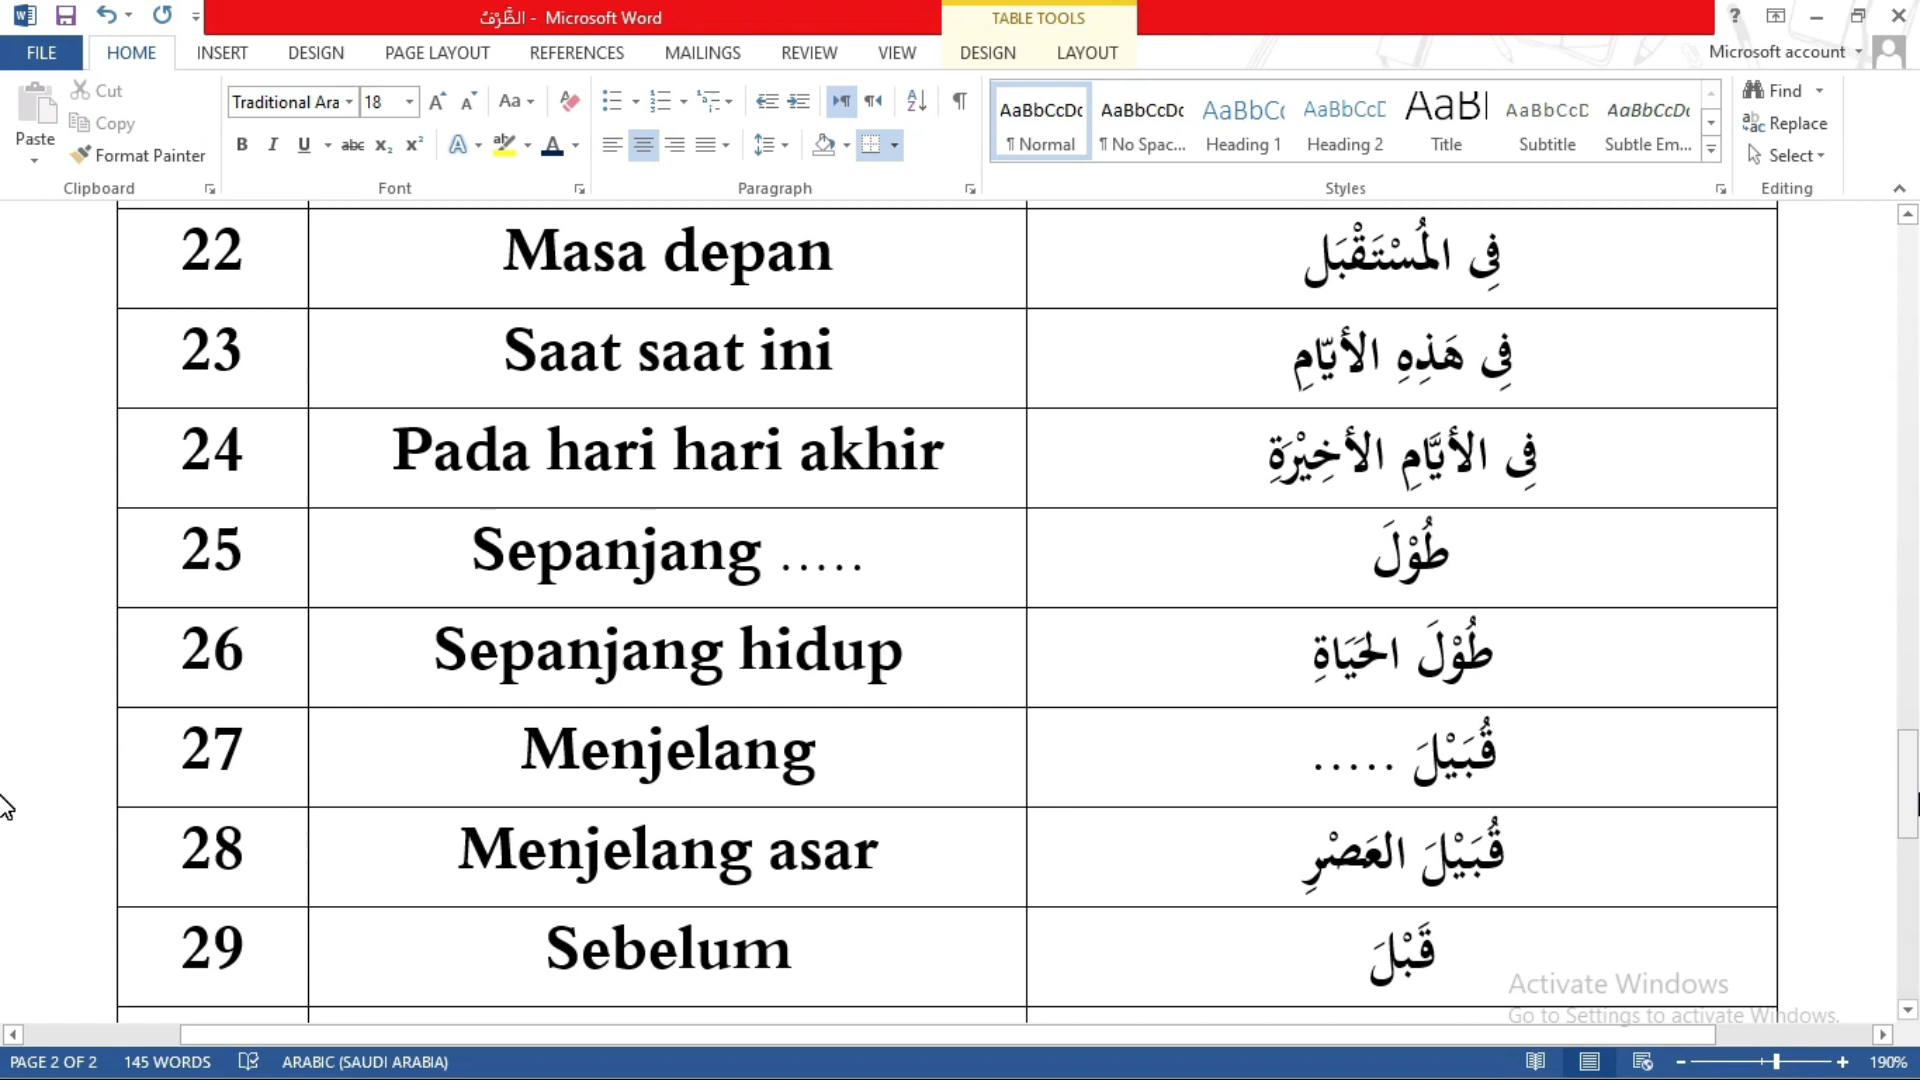 الظَّرْفُ - Microsoft Word
TABLE TOOLS
FILE HOME INSERT DESIGN PAGE LAYOUT REFERENCES MAILINGS REVIEW VIEW DESIGN LAYOUT Microsoft account
Paste
Cut
Copy
Format Painter
Clipboard
Traditional Ara 18
Font
Paragraph
AaBbCcDc AaBbCcDc AaBbCc AaBbCcE AaBl AaBbCcD AaBbCcDc
¶ Normal ¶ No Spac... Heading 1 Heading 2 Title Subtitle Subtle Em...
Styles
Find
Replace
Select
Editing
22 Masa depan فِى المُسْتَقْبَل
23 Saat saat ini فِى هَذِهِ الأيّامِ
24 Pada hari hari akhir فِى الأيَّامِ الأخِيْرَةِ
25 Sepanjang ..... طُوْلَ
26 Sepanjang hidup طُوْلَ الحَيَاةِ
27 Menjelang قُبَيْلَ .....
28 Menjelang asar قُبَيْلَ العَصْرِ
29 Sebelum قَبْلَ
Activate Windows
Go to Settings to activate Windows.
PAGE 2 OF 2 145 WORDS ARABIC (SAUDI ARABIA) 190%